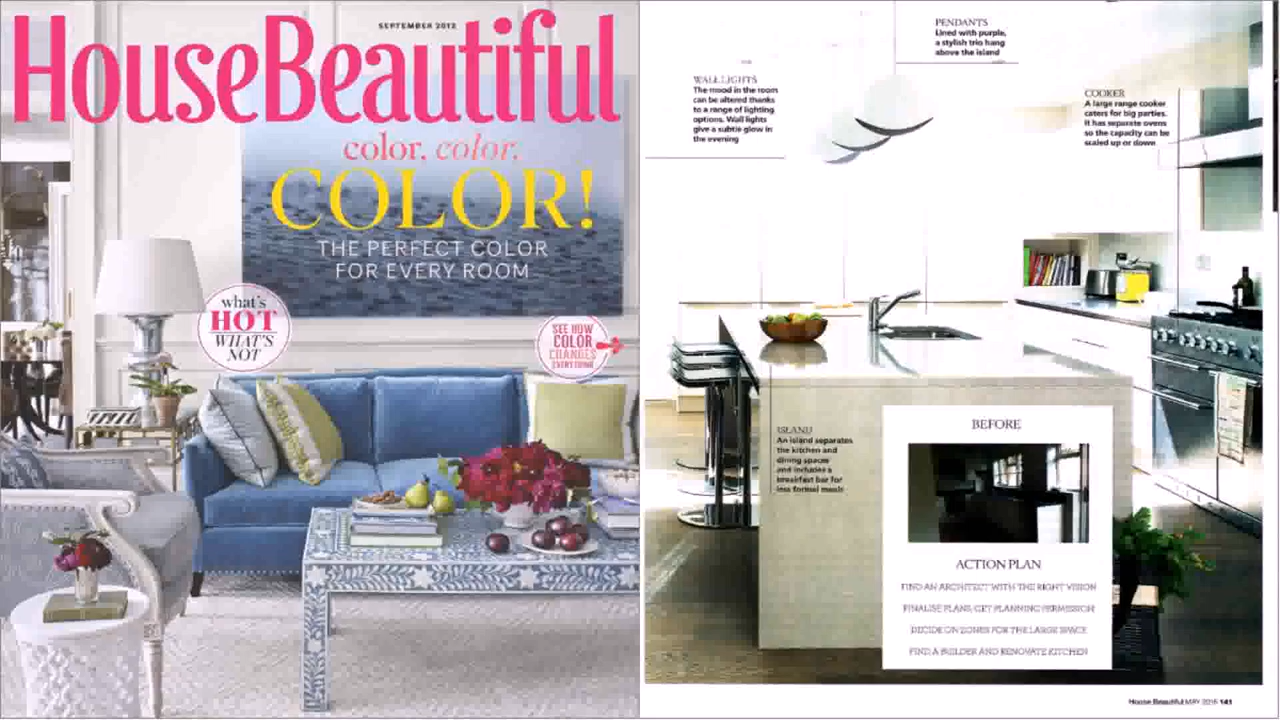 SEPTEMBER 2012
HouseBeautiful
color. color.
COLOR!
THE PERFECT COLOR
FOR EVERY ROOM
what's
HOT
WHAT'S
NOT
SEE HOW
COLOR
CHANGES
EVERYTHING
PENDANTS
Lined with purple,
a stylish trio hang
above the island
WALL LIGHTS
The mood in the room
can be altered thanks
to a range of lighting
options. Wall lights
give a subtle glow in
the evening
COOKER
A large range cooker
caters for big parties.
It has separate ovens
so the capacity can be
scaled up or down
ISLAND
An island separates
the kitchen and
dining spaces
and includes a
breakfast bar for
less formal meals
BEFORE
ACTION PLAN
FIND AN ARCHITECT WITH THE RIGHT VISION
FINALISE PLANS, GET PLANNING PERMISSION
DECIDE ON ZONES FOR THE LARGE SPACE
FIND A BUILDER AND RENOVATE KITCHEN
House Beautiful MAY 2016 141